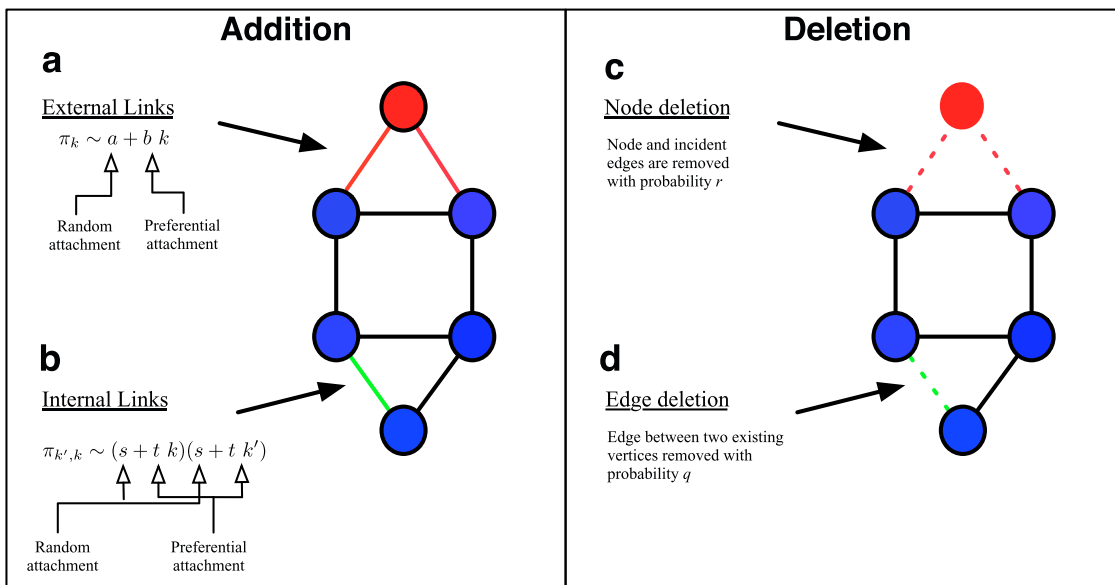 Addition
a
External Links
π_k ∼ a + b k
Random
attachment
Preferential
attachment
b
Internal Links
π_{k′,k} ∼ (s + t k)(s + t k′)
Random
attachment
Preferential
attachment
Deletion
c
Node deletion
Node and incident
edges are removed
with probability r
d
Edge deletion
Edge between two existing
vertices removed with
probability q